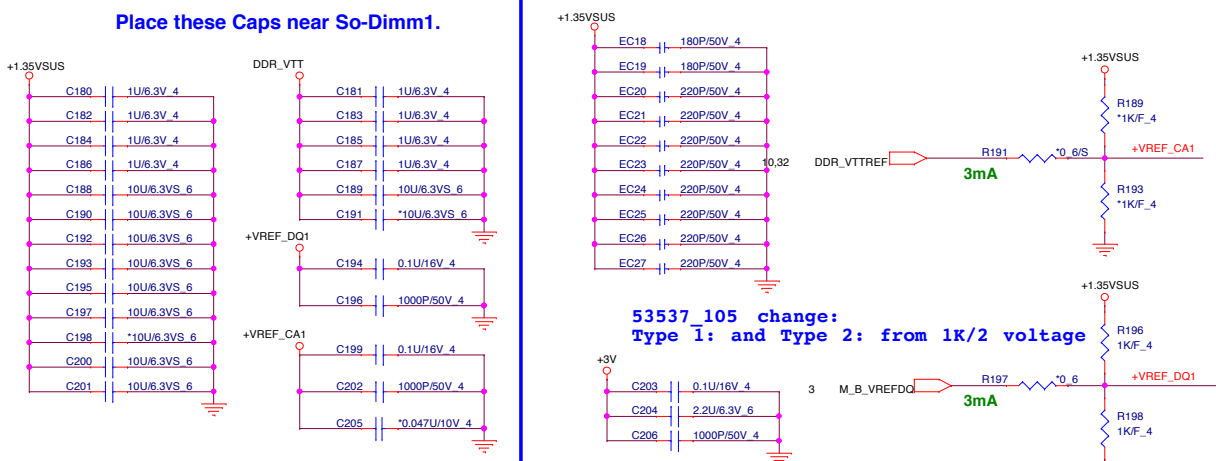 Place these Caps near So-Dimm1.
+1.35VSUS
C180 1U/6.3V_4
C182 1U/6.3V_4
C184 1U/6.3V_4
C186 1U/6.3V_4
C188 10U/6.3VS_6
C190 10U/6.3VS_6
C192 10U/6.3VS_6
C193 10U/6.3VS_6
C195 10U/6.3VS_6
C197 10U/6.3VS_6
C198 *10U/6.3VS_6
C200 10U/6.3VS_6
C201 10U/6.3VS_6
DDR_VTT
C181 1U/6.3V_4
C183 1U/6.3V_4
C185 1U/6.3V_4
C187 1U/6.3V_4
C189 10U/6.3VS_6
C191 *10U/6.3VS_6
+VREF_DQ1
C194 0.1U/16V_4
C196 1000P/50V_4
+VREF_CA1
C199 0.1U/16V_4
C202 1000P/50V_4
C205 *0.047U/10V_4
+1.35VSUS
EC18 180P/50V_4
EC19 180P/50V_4
EC20 220P/50V_4
EC21 220P/50V_4
EC22 220P/50V_4
EC23 220P/50V_4
EC24 220P/50V_4
EC25 220P/50V_4
EC26 220P/50V_4
EC27 220P/50V_4
+1.35VSUS
R189
*1K/F_4
10,32 DDR_VTTREF R191 *0_6/S +VREF_CA1
3mA
R193
*1K/F_4
53537_105 change:
Type 1: and Type 2: from 1K/2 voltage
+3V
C203 0.1U/16V_4
C204 2.2U/6.3V_6
C206 1000P/50V_4
+1.35VSUS
R196
1K/F_4
3 M_B_VREFDQ R197 *0_6 +VREF_DQ1
3mA
R198
1K/F_4